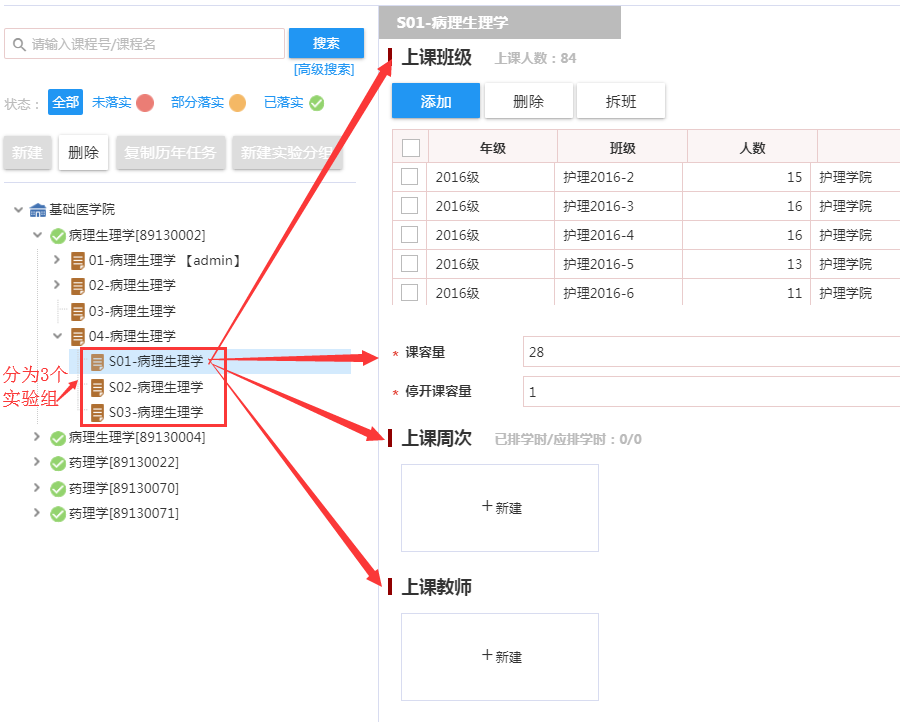 请输入课程号/课程名
搜索
[高级搜索]
状态：
全部
未落实
部分落实
已落实
新建
删除
复制历年任务
新建实验分组
基础医学院
病理生理学[89130002]
01-病理生理学 【admin】
02-病理生理学
03-病理生理学
04-病理生理学
S01-病理生理学
S02-病理生理学
S03-病理生理学
分为3个
实验组
病理生理学[89130004]
药理学[89130022]
药理学[89130070]
药理学[89130071]
S01-病理生理学
上课班级 上课人数：84
添加 删除 拆班
年级 班级 人数
2016级 护理2016-2 15 护理学院
2016级 护理2016-3 16 护理学院
2016级 护理2016-4 16 护理学院
2016级 护理2016-5 13 护理学院
2016级 护理2016-6 11 护理学院
* 课容量 28
* 停开课容量 1
上课周次 已排学时/应排学时：0/0
+新建
上课教师
+新建